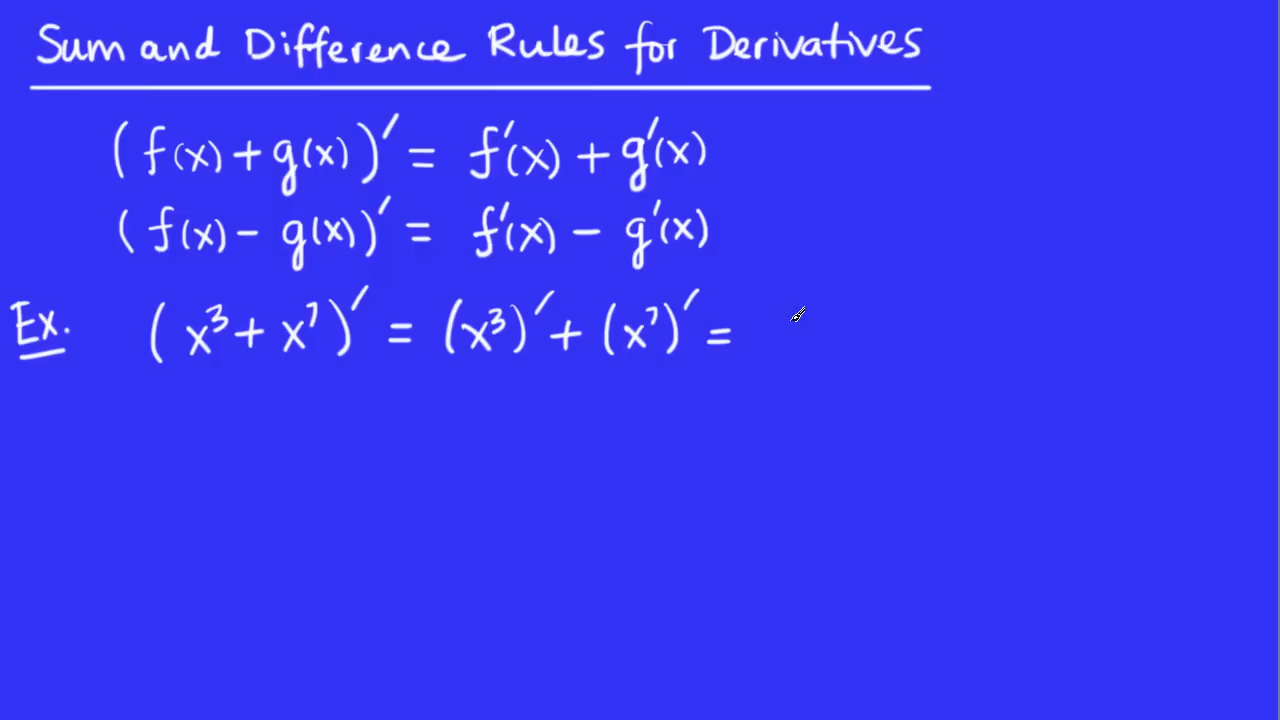 Sum and Difference Rules for Derivatives
(f(x) + g(x))′ = f′(x) + g′(x)
(f(x) − g(x))′ = f′(x) − g′(x)
Ex. (x³ + x⁷)′ = (x³)′ + (x⁷)′ =